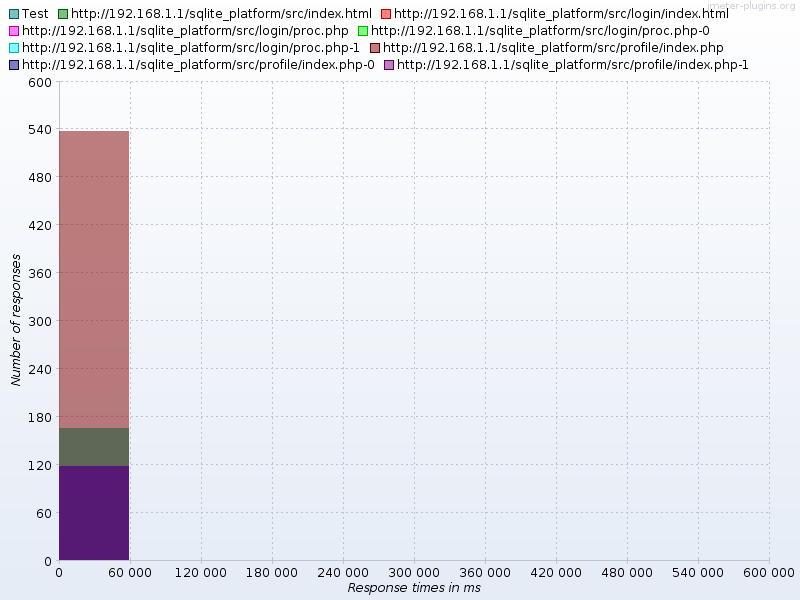 jmeter-plugins.org
Test http://192.168.1.1/sqlite_platform/src/index.html http://192.168.1.1/sqlite_platform/src/login/index.html
http://192.168.1.1/sqlite_platform/src/login/proc.php http://192.168.1.1/sqlite_platform/src/login/proc.php-0
http://192.168.1.1/sqlite_platform/src/login/proc.php-1 http://192.168.1.1/sqlite_platform/src/profile/index.php
http://192.168.1.1/sqlite_platform/src/profile/index.php-0 http://192.168.1.1/sqlite_platform/src/profile/index.php-1
600
540
480
420
360
300
240
180
120
60
0
Number of responses
0 60 000 120 000 180 000 240 000 300 000 360 000 420 000 480 000 540 000 600 000
Response times in ms